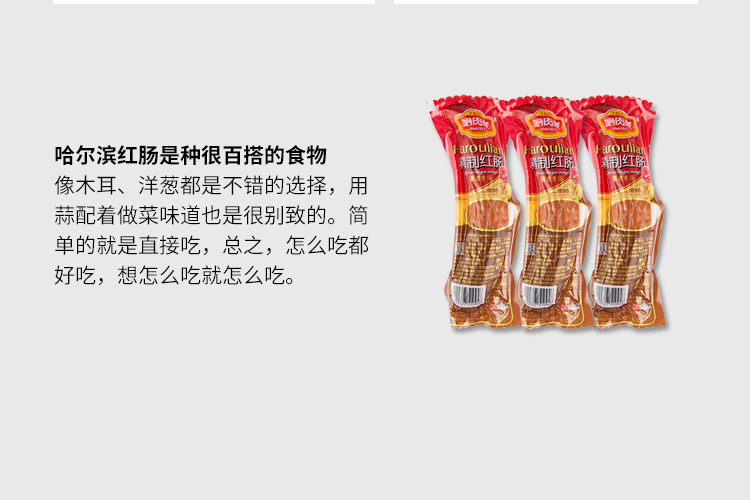 哈尔滨红肠是种很百搭的食物
像木耳、洋葱都是不错的选择，用
蒜配着做菜味道也是很别致的。简
单的就是直接吃，总之，怎么吃都
好吃，想怎么吃就怎么吃。
哈肉联
Haroulian
精制红肠
哈肉联
Haroulian
精制红肠
哈肉联
Haroulian
精制红肠